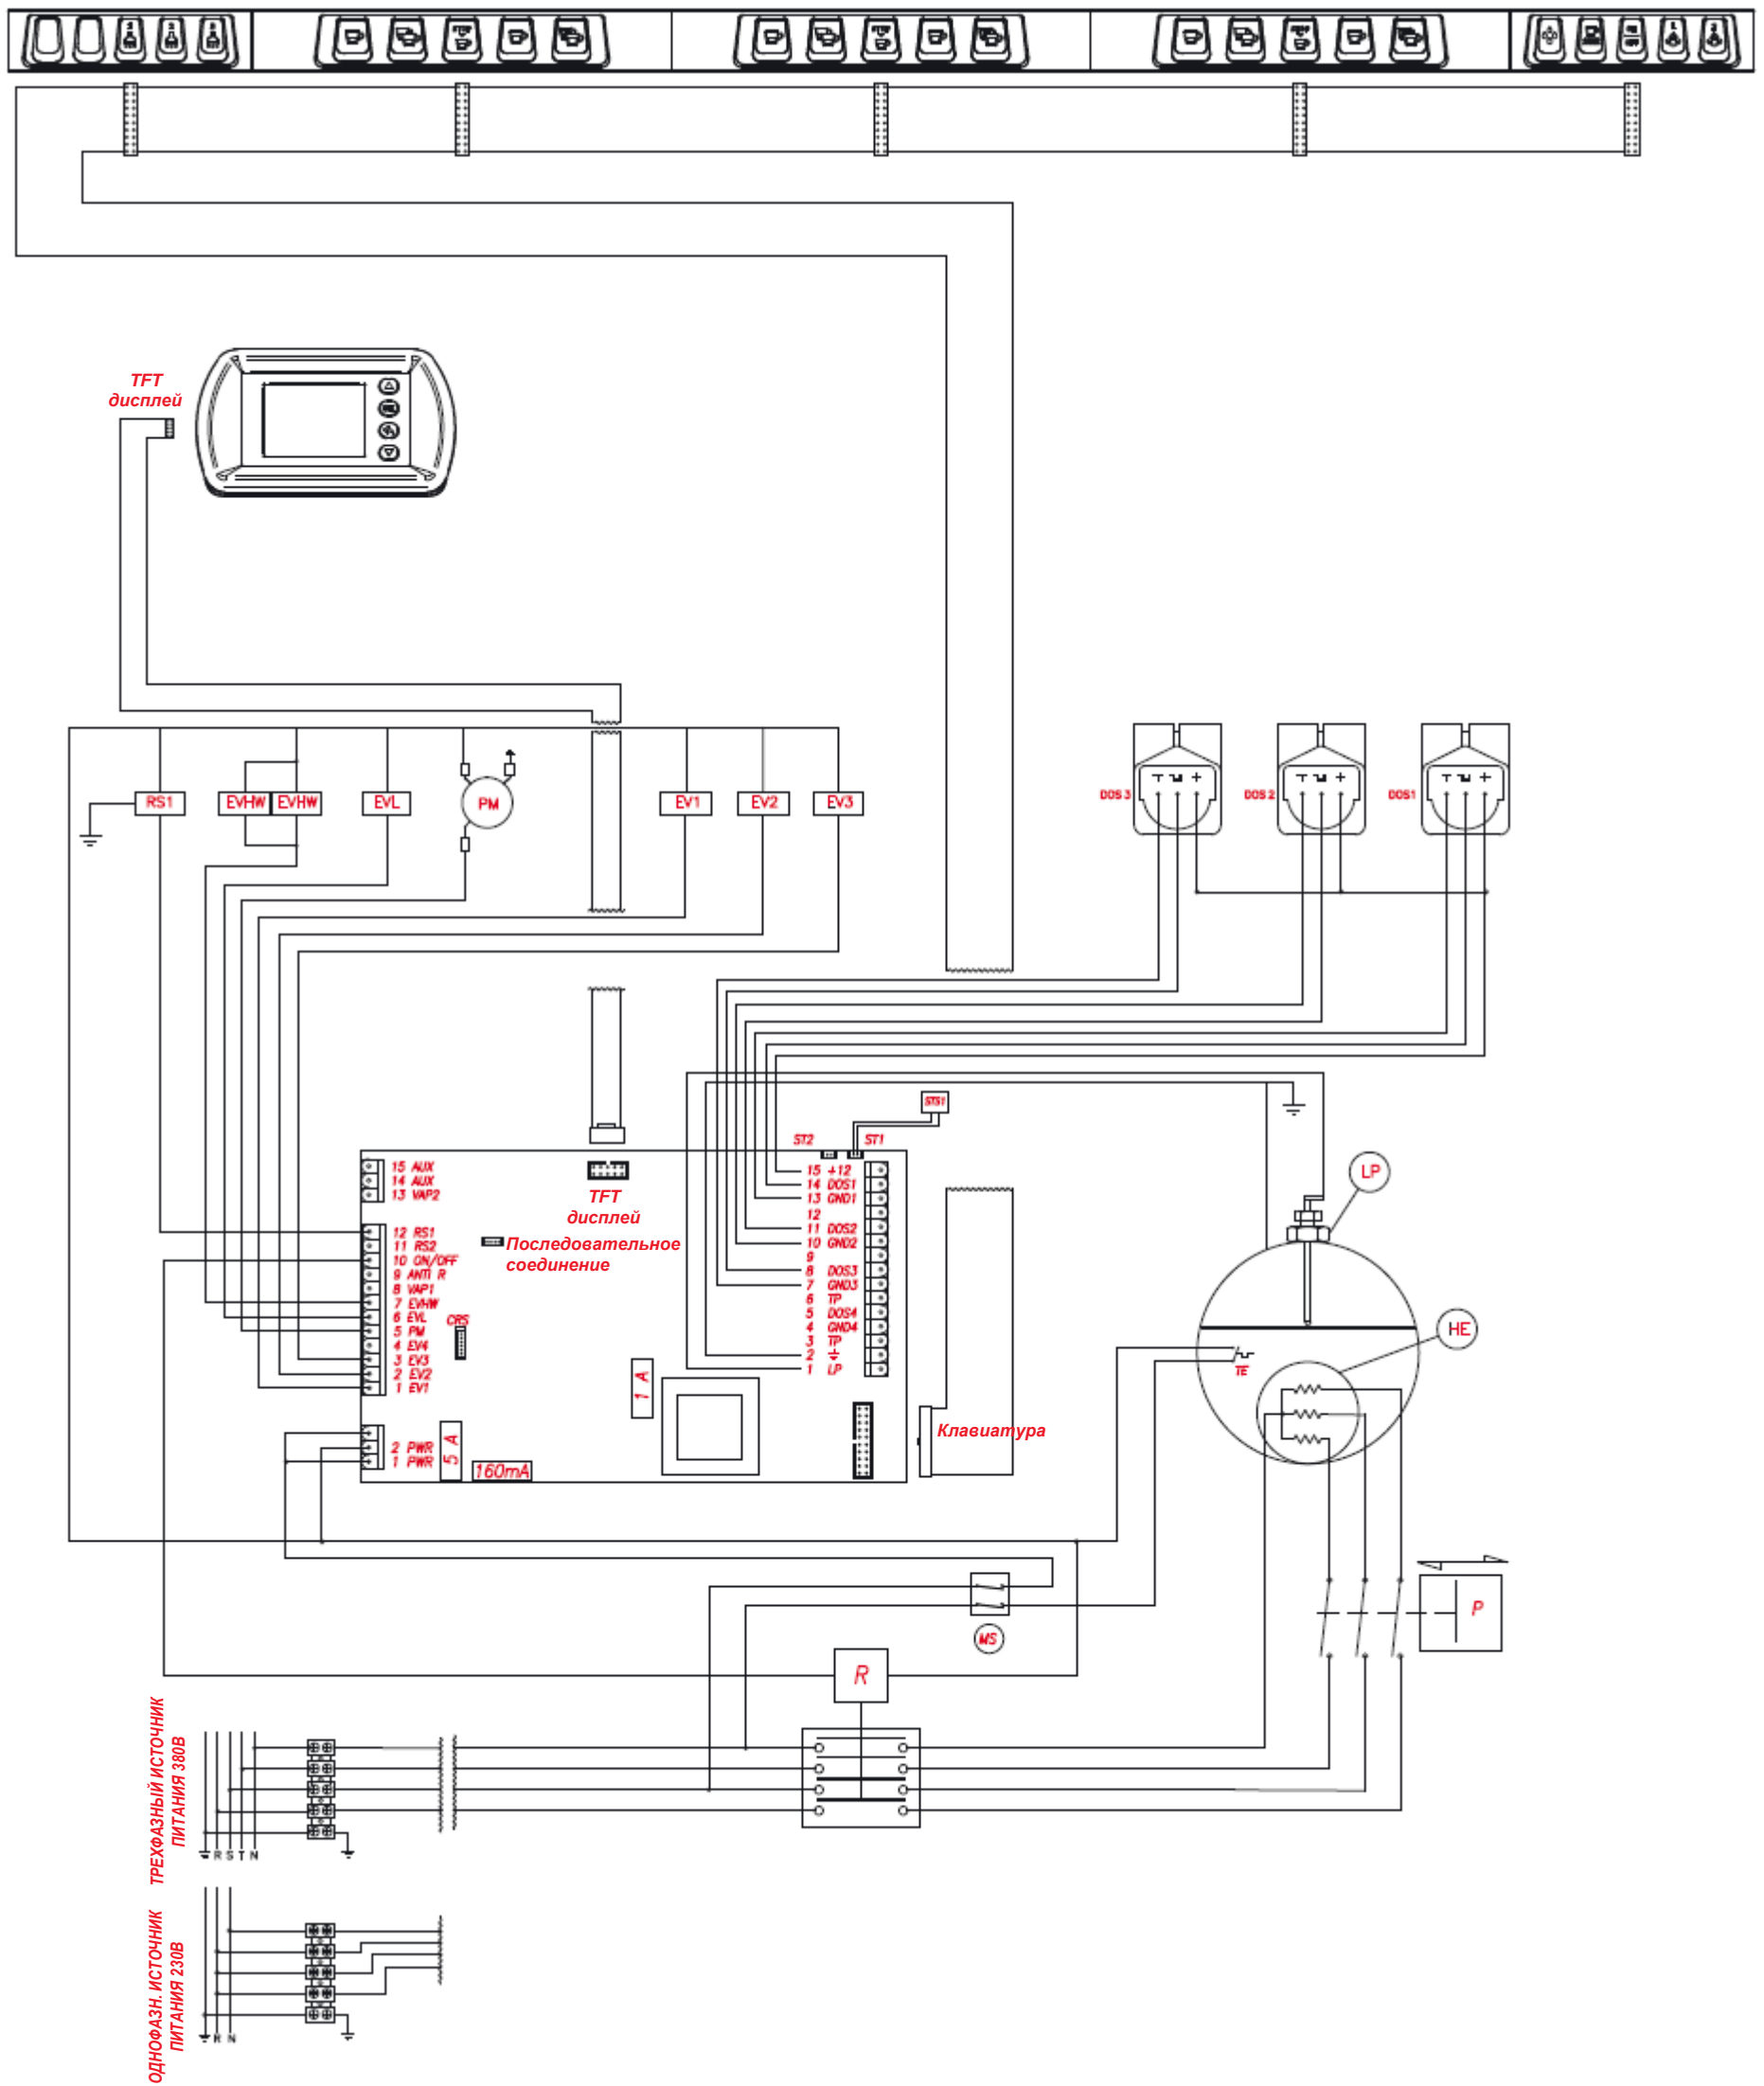 TFT
дисплей
RS1
EVHW
EVHW
EVL
PM
EV1
EV2
EV3
DOS 3
DOS 2
DOS1
STS1
ST2
ST1
15 AUX
14 AUX
13 VAP2
TFT
дисплей
12 RS1
11 RS2
10 ON/OFF
9 ANTI R
8 VAP1
7 EVHW
6 EVL
5 PM
4 EV4
3 EV3
2 EV2
1 EV1
Последовательное
соединение
CRS
15 +12
14 DOS1
13 GND1
12
11 DOS2
10 GND2
9
8 DOS3
7 GND3
6 TP
5 DOS4
4 GND4
3 TP
2
1 LP
LP
HE
TE
1 A
2 PWR
1 PWR
5 A
160mA
Клавиатура
MS
P
R
ТРЕХФАЗНЫЙ ИСТОЧНИК
ПИТАНИЯ 380В
R S T N
ОДНОФАЗН. ИСТОЧНИК
ПИТАНИЯ 230В
R N